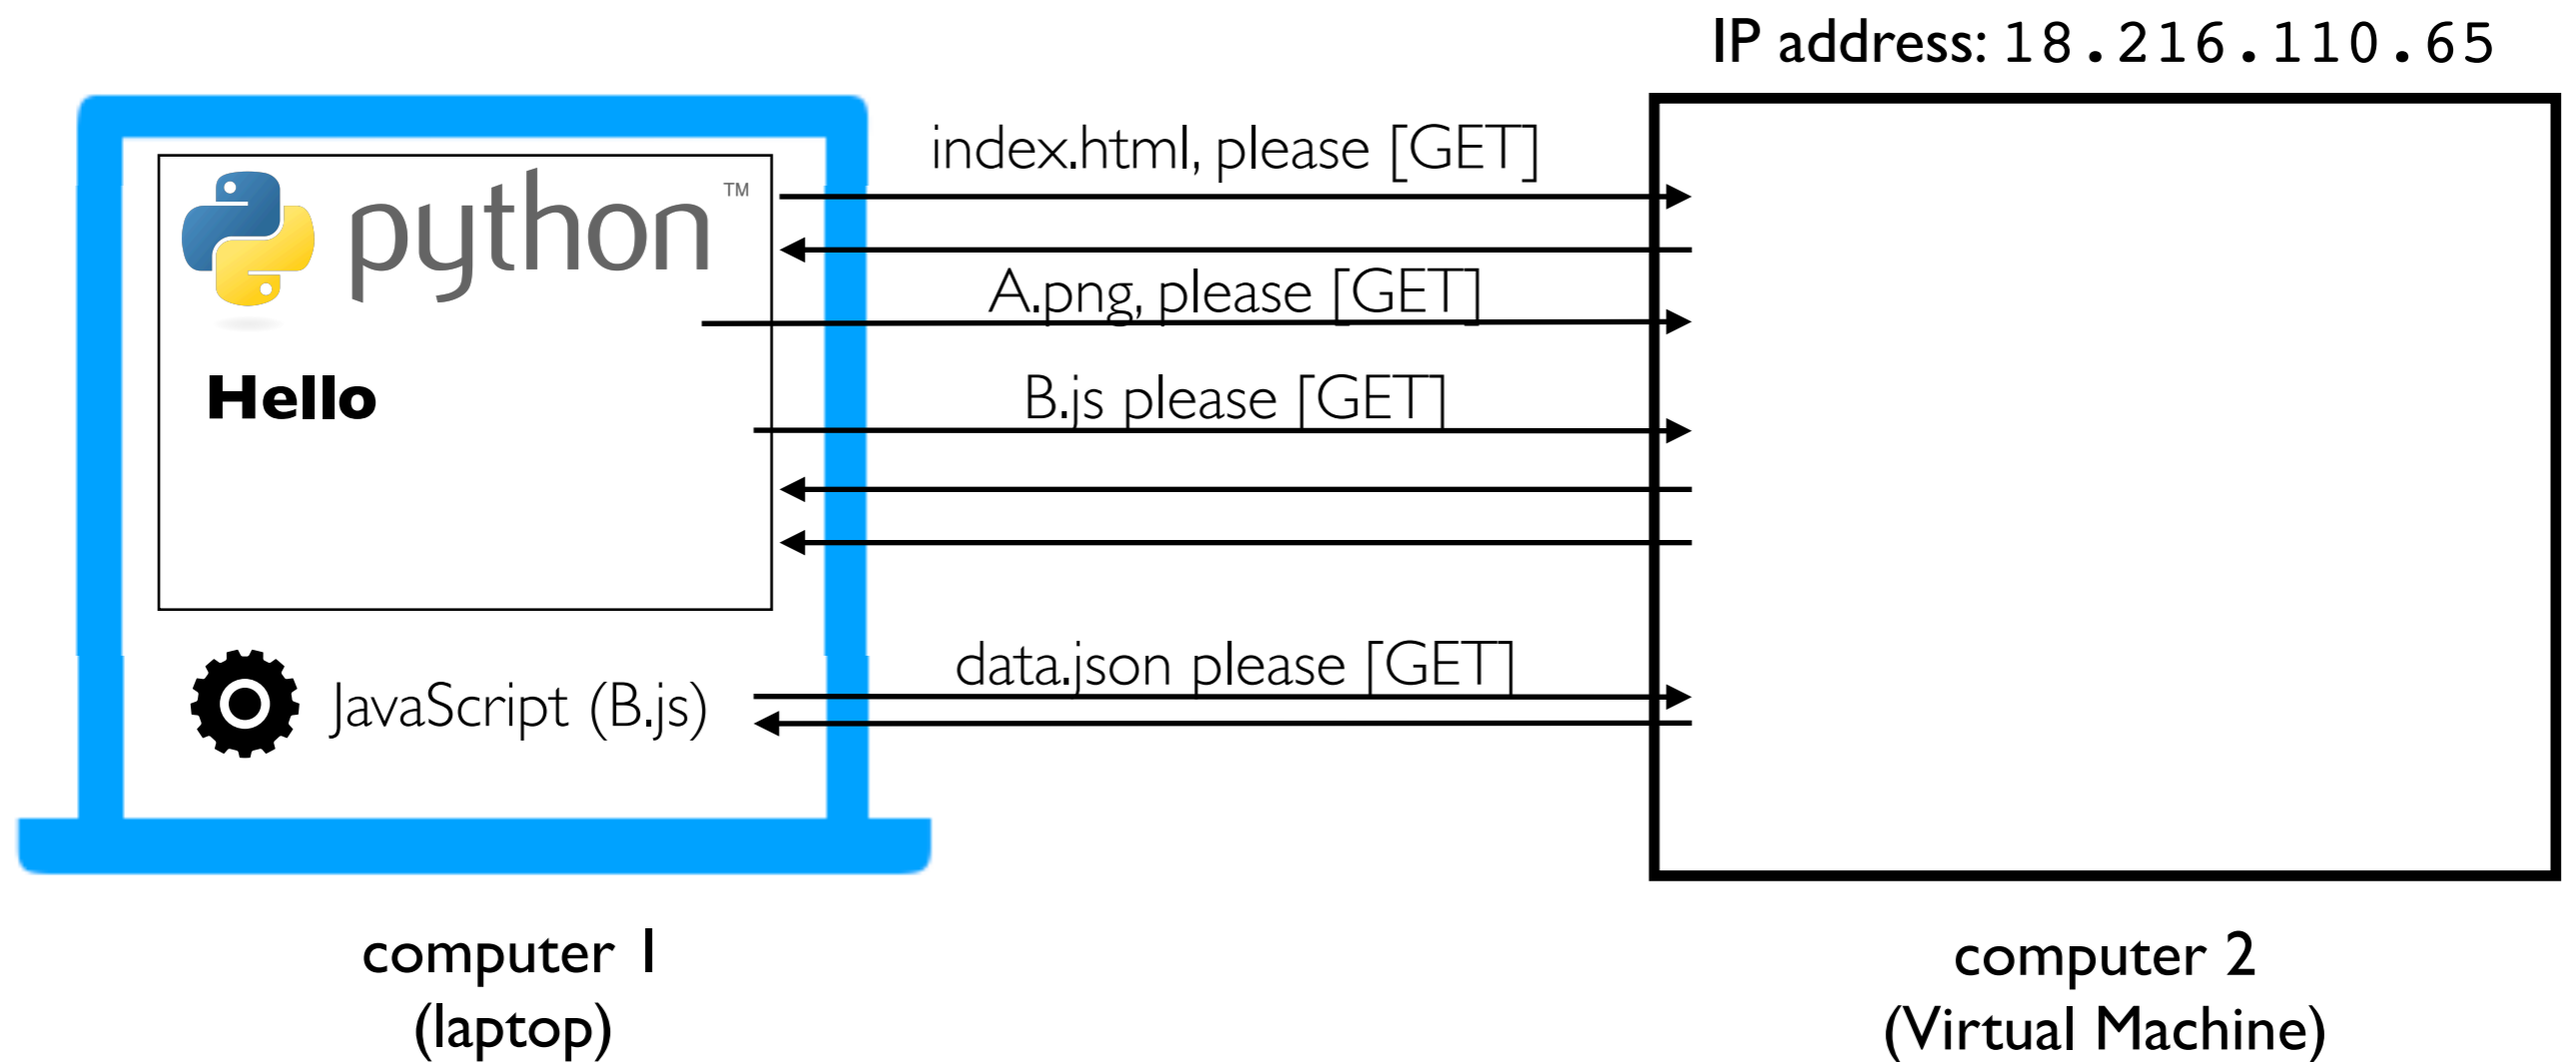 IP address: 18.216.110.65
index.html, please [GET]
python™
A.png, please [GET]
Hello
B.js please [GET]
data.json please [GET]
JavaScript (B.js)
computer 1
(laptop)
computer 2
(Virtual Machine)